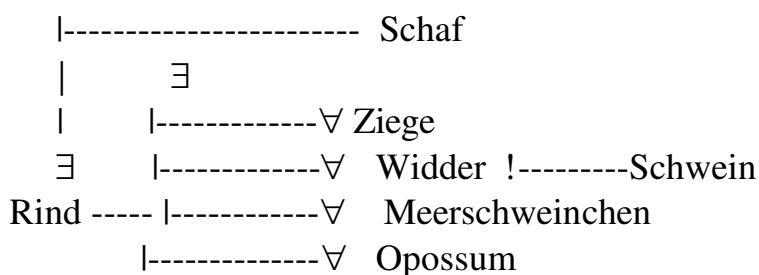 |------------------------ Schaf
| ∃
| |-------------∀ Ziege
∃ |-------------∀ Widder !---------Schwein
Rind ----- |------------∀ Meerschweinchen
|--------------∀ Opossum